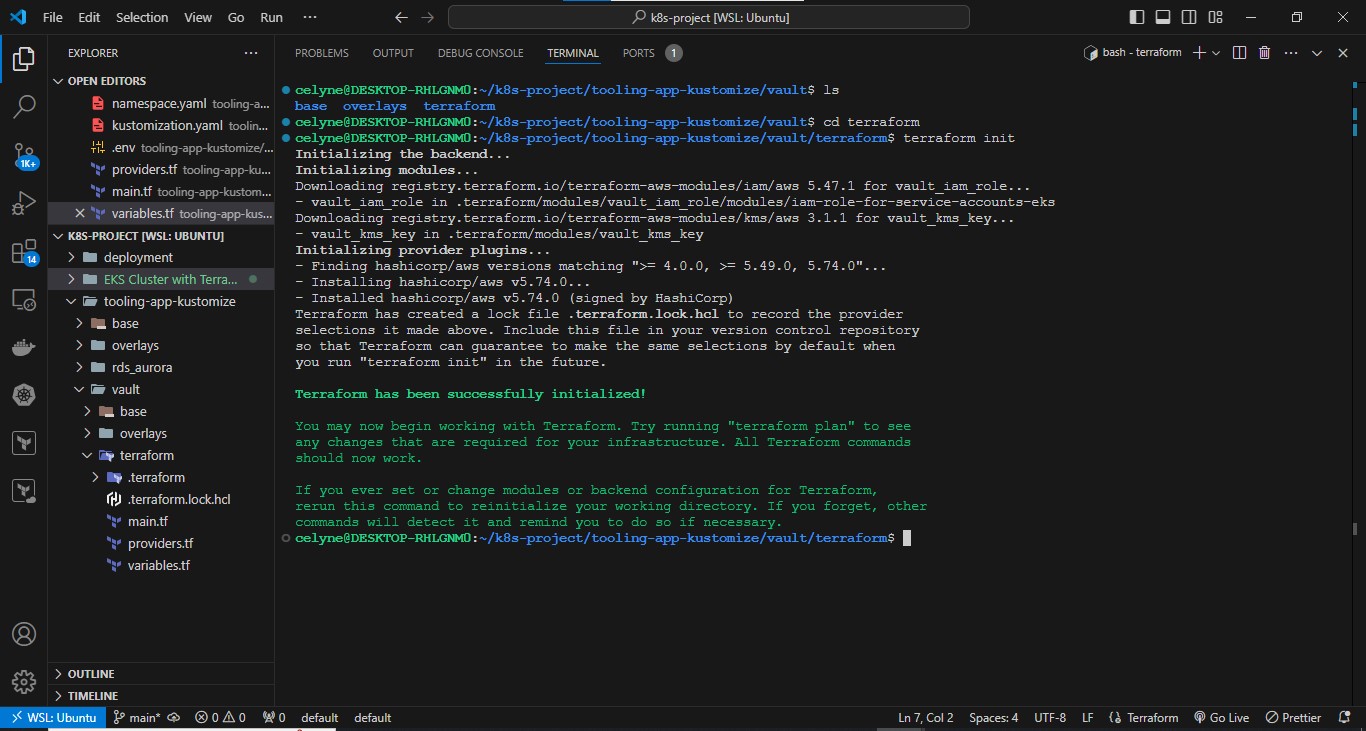 File Edit Selection View Go Run ···
k8s-project [WSL: Ubuntu]
EXPLORER ···
PROBLEMS OUTPUT DEBUG CONSOLE TERMINAL PORTS 1
bash - terraform
OPEN EDITORS
namespace.yaml tooling-a...
kustomization.yaml toolin...
.env tooling-app-kustomize/...
providers.tf tooling-app-ku...
main.tf tooling-app-kustom...
variables.tf tooling-app-kus...
K8S-PROJECT [WSL: UBUNTU]
deployment
EKS Cluster with Terra...
tooling-app-kustomize
base
overlays
rds_aurora
vault
base
overlays
terraform
.terraform
.terraform.lock.hcl
main.tf
providers.tf
variables.tf
OUTLINE
TIMELINE
1K+
14
celyne@DESKTOP-RHLGNM0:~/k8s-project/tooling-app-kustomize/vault$ ls
base overlays terraform
celyne@DESKTOP-RHLGNM0:~/k8s-project/tooling-app-kustomize/vault$ cd terraform
celyne@DESKTOP-RHLGNM0:~/k8s-project/tooling-app-kustomize/vault/terraform$ terraform init
Initializing the backend...
Initializing modules...
Downloading registry.terraform.io/terraform-aws-modules/iam/aws 5.47.1 for vault_iam_role...
- vault_iam_role in .terraform/modules/vault_iam_role/modules/iam-role-for-service-accounts-eks
Downloading registry.terraform.io/terraform-aws-modules/kms/aws 3.1.1 for vault_kms_key...
- vault_kms_key in .terraform/modules/vault_kms_key
Initializing provider plugins...
- Finding hashicorp/aws versions matching ">= 4.0.0, >= 5.49.0, 5.74.0"...
- Installing hashicorp/aws v5.74.0...
- Installed hashicorp/aws v5.74.0 (signed by HashiCorp)
Terraform has created a lock file .terraform.lock.hcl to record the provider
selections it made above. Include this file in your version control repository
so that Terraform can guarantee to make the same selections by default when
you run "terraform init" in the future.
Terraform has been successfully initialized!
You may now begin working with Terraform. Try running "terraform plan" to see
any changes that are required for your infrastructure. All Terraform commands
should now work.
If you ever set or change modules or backend configuration for Terraform,
rerun this command to reinitialize your working directory. If you forget, other
commands will detect it and remind you to do so if necessary.
celyne@DESKTOP-RHLGNM0:~/k8s-project/tooling-app-kustomize/vault/terraform$
WSL: Ubuntu main* 0 0 0 default default Ln 7, Col 2 Spaces: 4 UTF-8 LF Terraform Go Live Prettier